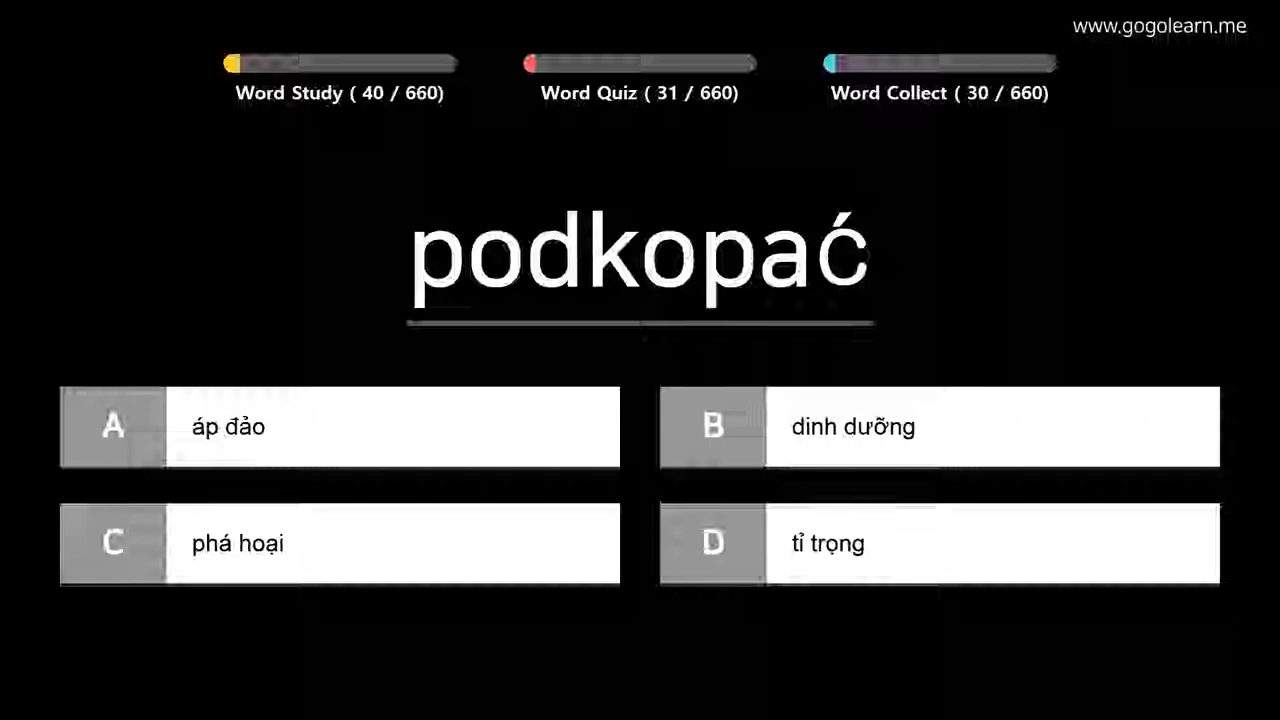 www.gogolearn.me
Word Study ( 40 / 660)
Word Quiz ( 31 / 660)
Word Collect ( 30 / 660)
podkopać
A
áp đảo
B
dinh dưỡng
C
phá hoại
D
tỉ trọng